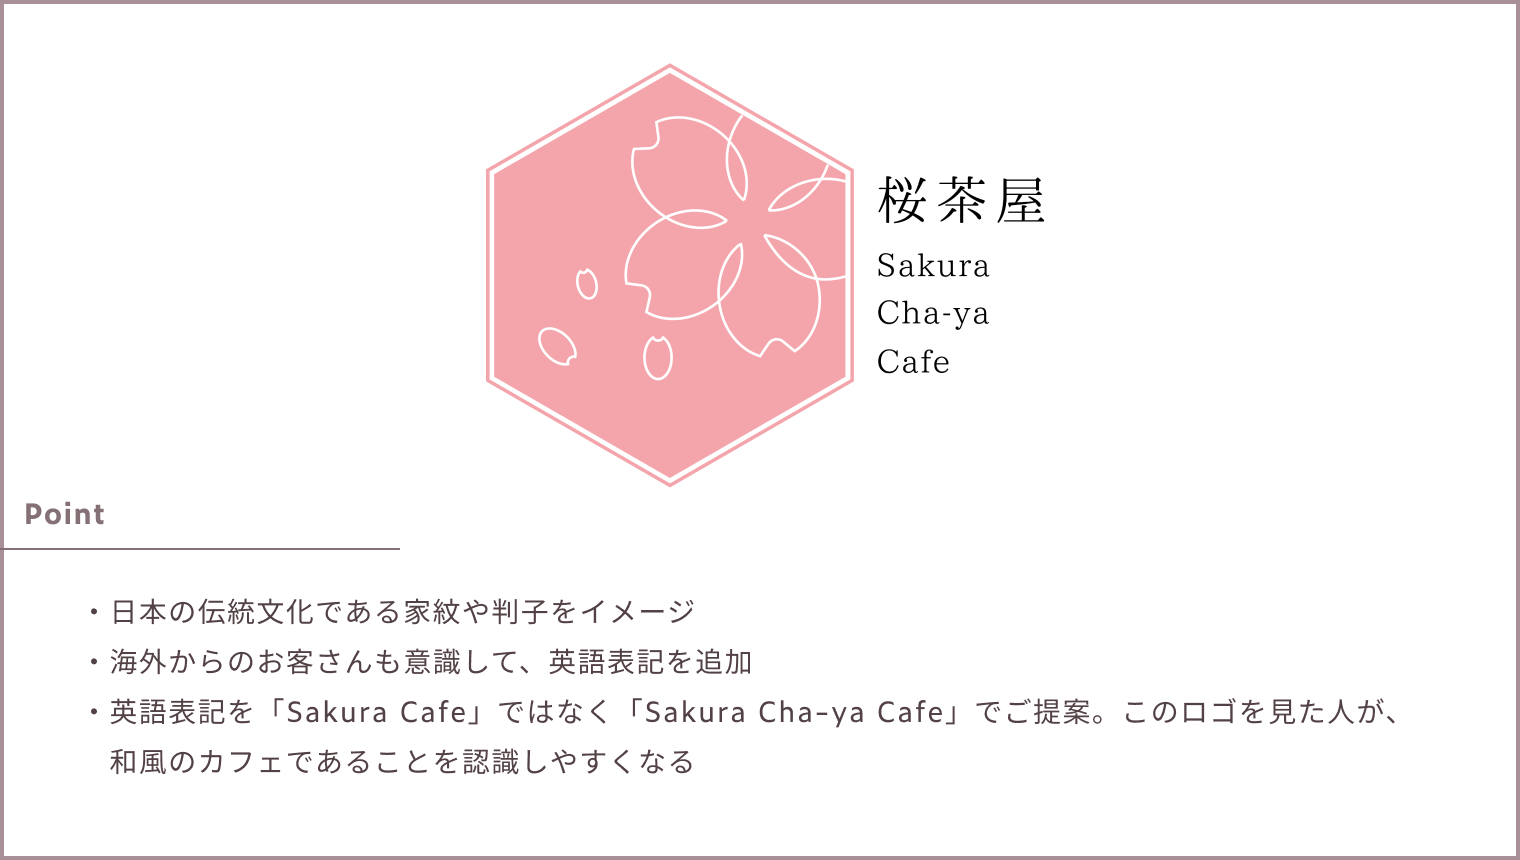 桜茶屋
Sakura
Cha-ya
Cafe
Point
・日本の伝統文化である家紋や判子をイメージ
・海外からのお客さんも意識して、英語表記を追加
・英語表記を「Sakura Cafe」ではなく「Sakura Cha-ya Cafe」でご提案。このロゴを見た人が、
和風のカフェであることを認識しやすくなる